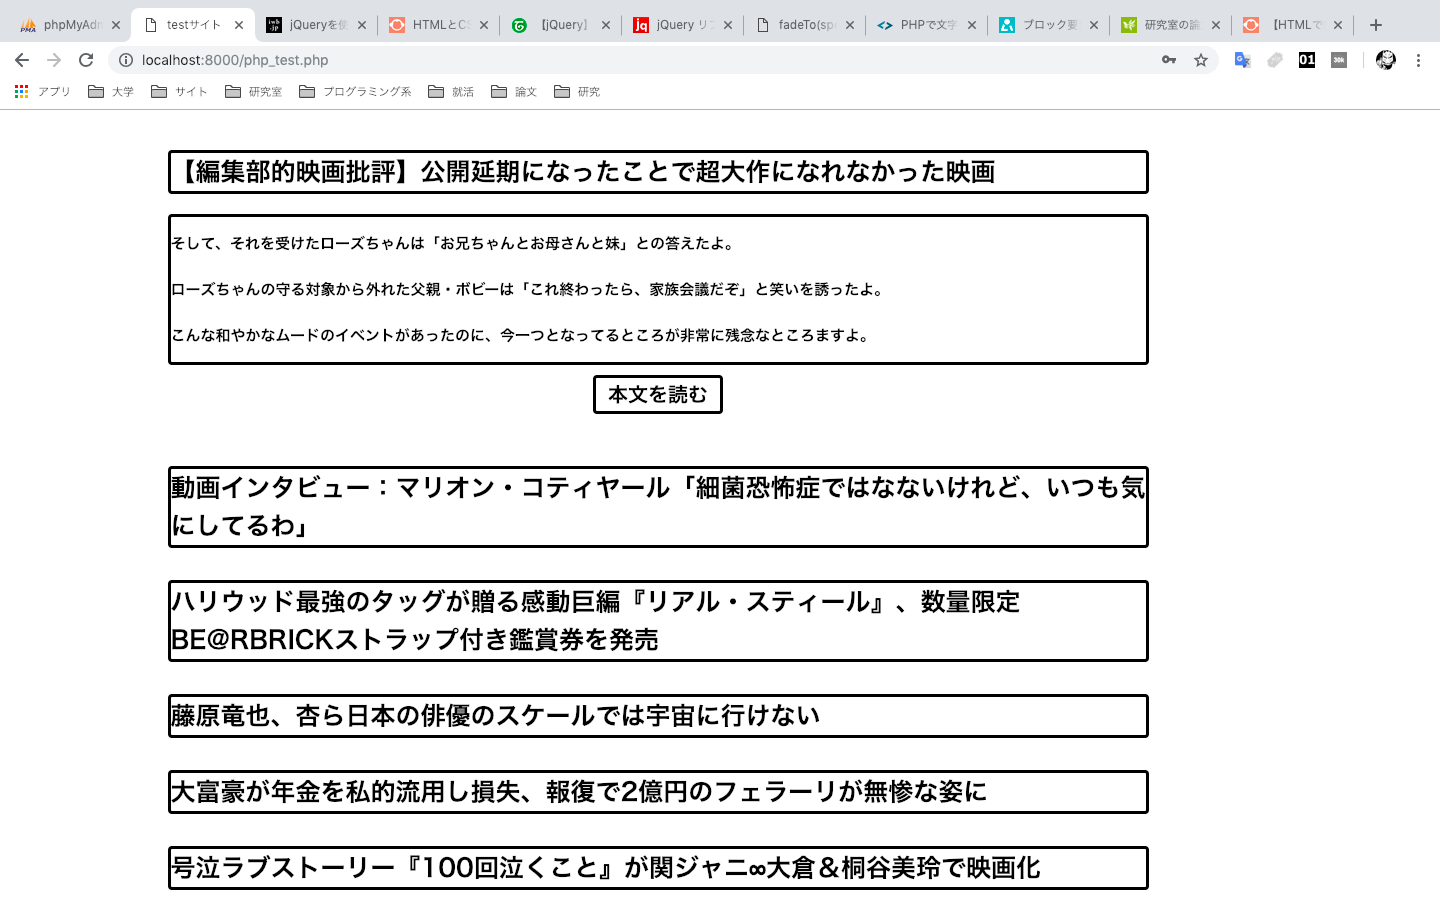 phpMyAdm
testサイト
jQueryを使
HTMLとCS
【jQuery】
jQuery リフ
fadeTo(spe
PHPで文字
ブロック要
研究室の論
【HTMLで
localhost:8000/php_test.php
アプリ 大学 サイト 研究室 プログラミング系 就活 論文 研究
【編集部的映画批評】公開延期になったことで超大作になれなかった映画
そして、それを受けたローズちゃんは「お兄ちゃんとお母さんと妹」との答えたよ。
ローズちゃんの守る対象から外れた父親・ボビーは「これ終わったら、家族会議だぞ」と笑いを誘ったよ。
こんな和やかなムードのイベントがあったのに、今一つとなってるところが非常に残念なところますよ。
本文を読む
動画インタビュー：マリオン・コティヤール「細菌恐怖症ではなないけれど、いつも気
にしてるわ」
ハリウッド最強のタッグが贈る感動巨編『リアル・スティール』、数量限定
BE@RBRICKストラップ付き鑑賞券を発売
藤原竜也、杏ら日本の俳優のスケールでは宇宙に行けない
大富豪が年金を私的流用し損失、報復で2億円のフェラーリが無惨な姿に
号泣ラブストーリー『100回泣くこと』が関ジャニ∞大倉＆桐谷美玲で映画化